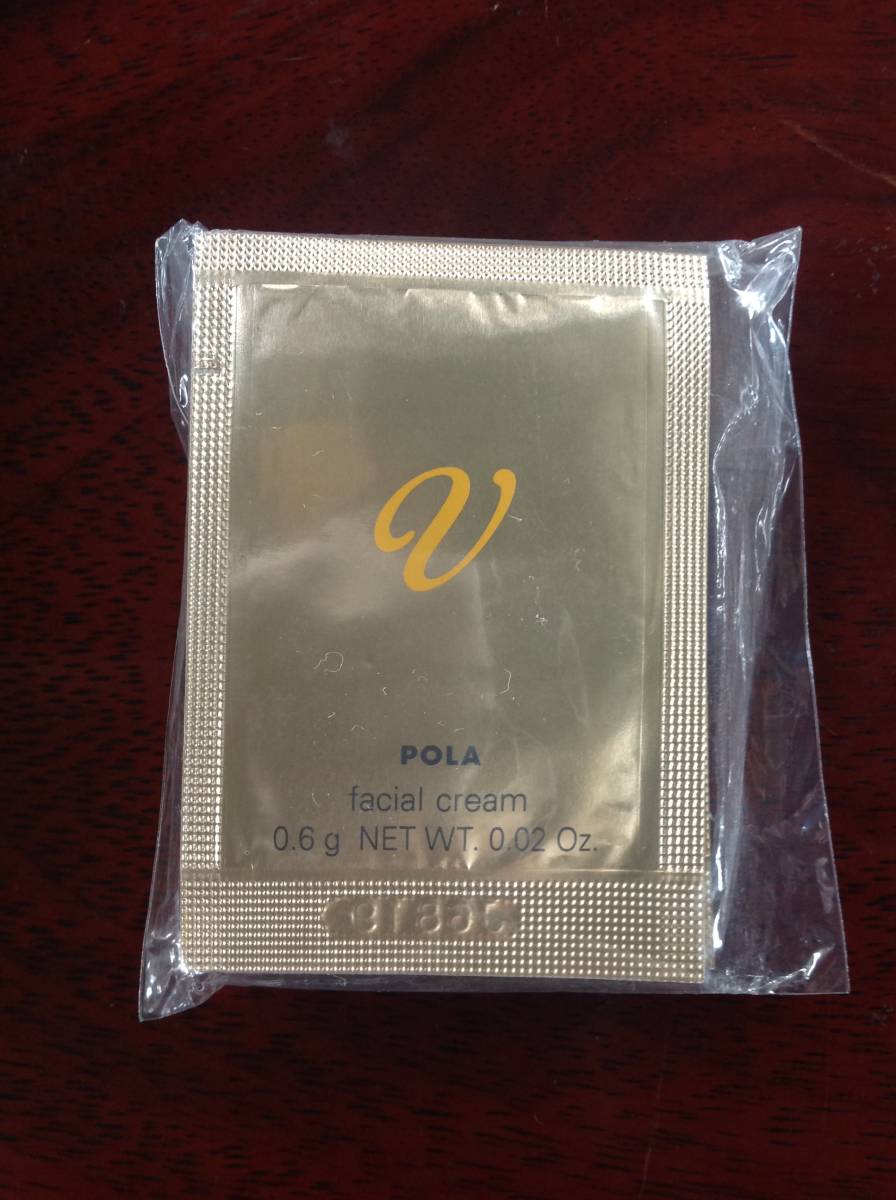 V
POLA
facial cream
0.6 g NET WT. 0.02 Oz.